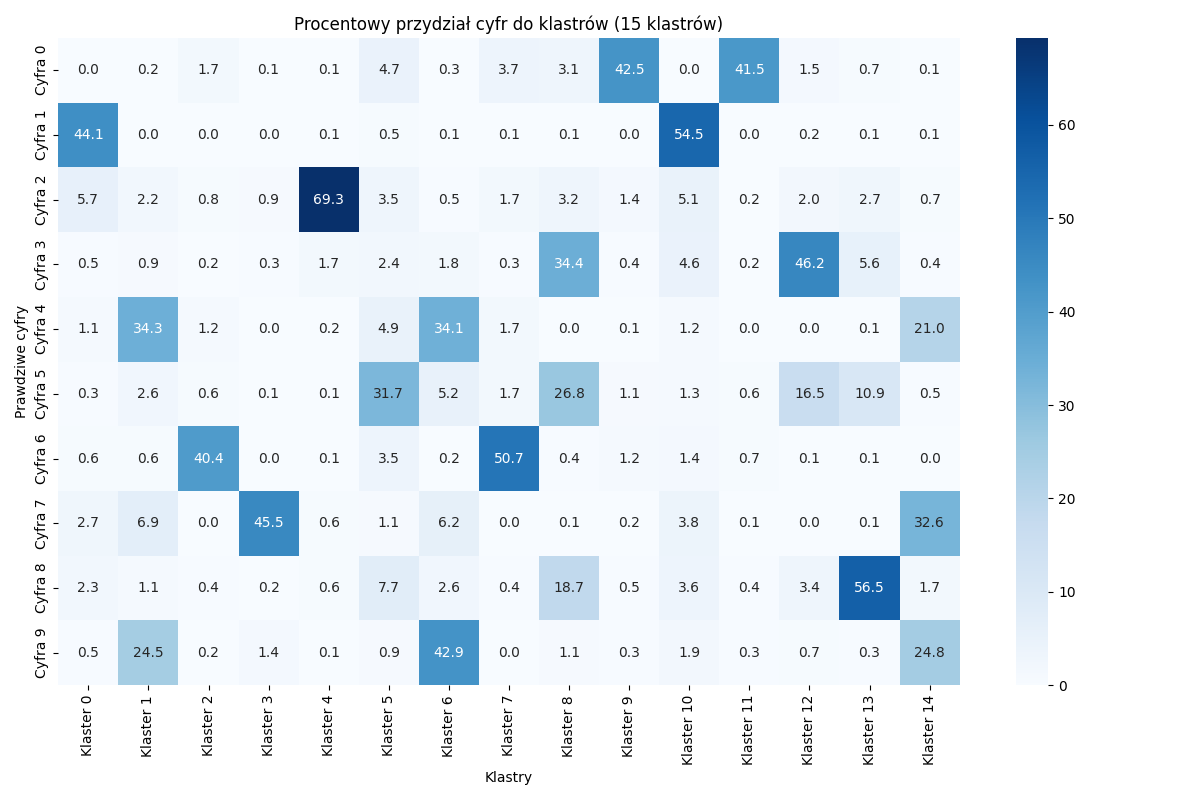 Procentowy przydział cyfr do klastrów (15 klastrów)
Prawdziwe cyfry
Cyfra 0 0.0 0.2 1.7 0.1 0.1 4.7 0.3 3.7 3.1 42.5 0.0 41.5 1.5 0.7 0.1
Cyfra 1 44.1 0.0 0.0 0.0 0.1 0.5 0.1 0.1 0.1 0.0 54.5 0.0 0.2 0.1 0.1
Cyfra 2 5.7 2.2 0.8 0.9 69.3 3.5 0.5 1.7 3.2 1.4 5.1 0.2 2.0 2.7 0.7
Cyfra 3 0.5 0.9 0.2 0.3 1.7 2.4 1.8 0.3 34.4 0.4 4.6 0.2 46.2 5.6 0.4
Cyfra 4 1.1 34.3 1.2 0.0 0.2 4.9 34.1 1.7 0.0 0.1 1.2 0.0 0.0 0.1 21.0
Cyfra 5 0.3 2.6 0.6 0.1 0.1 31.7 5.2 1.7 26.8 1.1 1.3 0.6 16.5 10.9 0.5
Cyfra 6 0.6 0.6 40.4 0.0 0.1 3.5 0.2 50.7 0.4 1.2 1.4 0.7 0.1 0.1 0.0
Cyfra 7 2.7 6.9 0.0 45.5 0.6 1.1 6.2 0.0 0.1 0.2 3.8 0.1 0.0 0.1 32.6
Cyfra 8 2.3 1.1 0.4 0.2 0.6 7.7 2.6 0.4 18.7 0.5 3.6 0.4 3.4 56.5 1.7
Cyfra 9 0.5 24.5 0.2 1.4 0.1 0.9 42.9 0.0 1.1 0.3 1.9 0.3 0.7 0.3 24.8
Klaster 0 Klaster 1 Klaster 2 Klaster 3 Klaster 4 Klaster 5 Klaster 6 Klaster 7 Klaster 8 Klaster 9 Klaster 10 Klaster 11 Klaster 12 Klaster 13 Klaster 14
Klastry
60
50
40
30
20
10
0